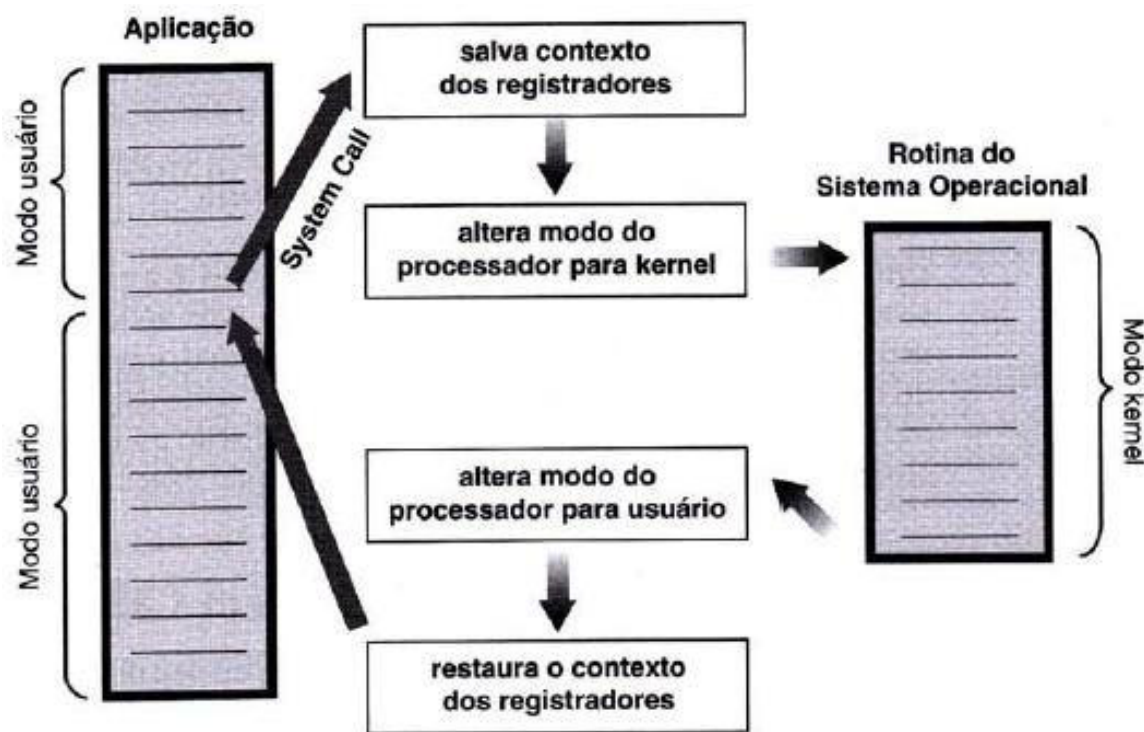 Aplicação
Modo usuário
Modo usuário
System Call
salva contexto
dos registradores
altera modo do
processador para kernel
Rotina do
Sistema Operacional
Modo kernel
altera modo do
processador para usuário
restaura o contexto
dos registradores